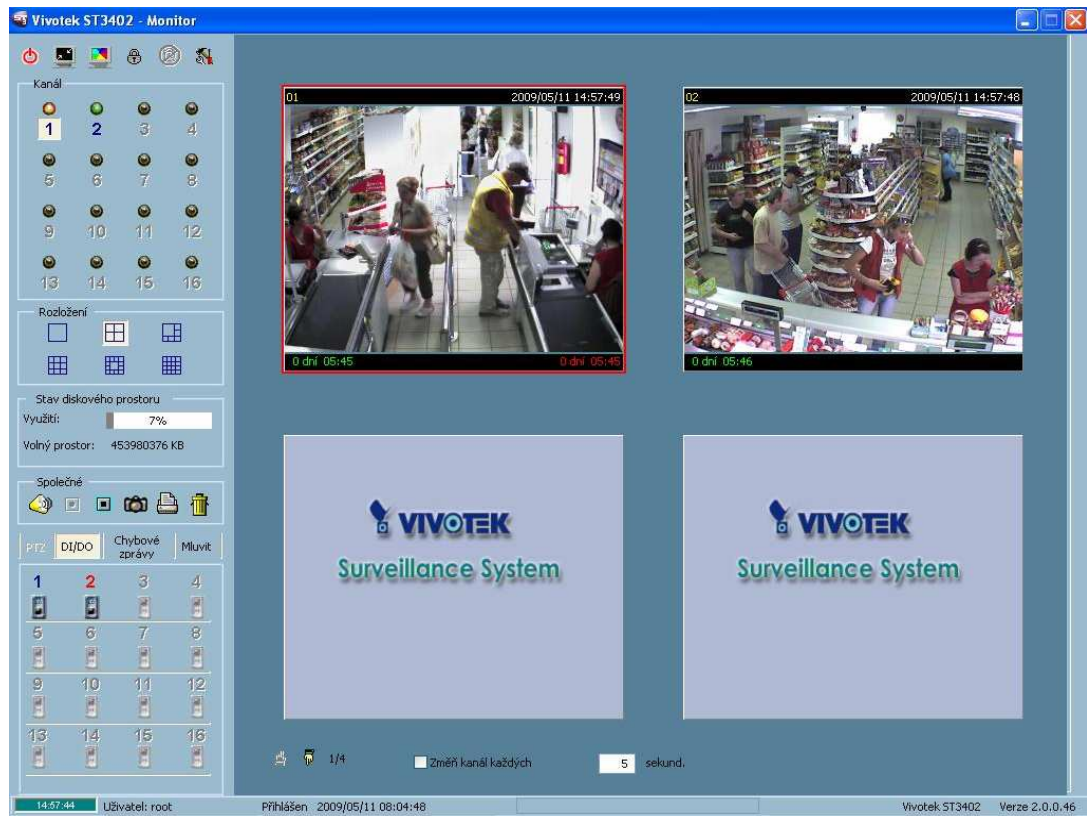 Vivotek ST3402 - Monitor
Kanál
1 2 3 4
5 6 7 8
9 10 11 12
13 14 15 16
Rozložení
Stav diskového prostoru
Využití: 7%
Volný prostor: 453980376 KB
Společné
PTZ DI/DO Chybové zprávy Mluvit
1 2 3 4
5 6 7 8
9 10 11 12
13 14 15 16
01 2009/05/11 14:57:49
0 dní 05:45 0 dní 05:45
02 2009/05/11 14:57:48
0 dní 05:46
VIVOTEK
Surveillance System
VIVOTEK
Surveillance System
1/4 Změň kanál každých 5 sekund.
14:57:44 Uživatel: root Přihlášen 2009/05/11 08:04:48 Vivotek ST3402 Verze 2.0.0.46